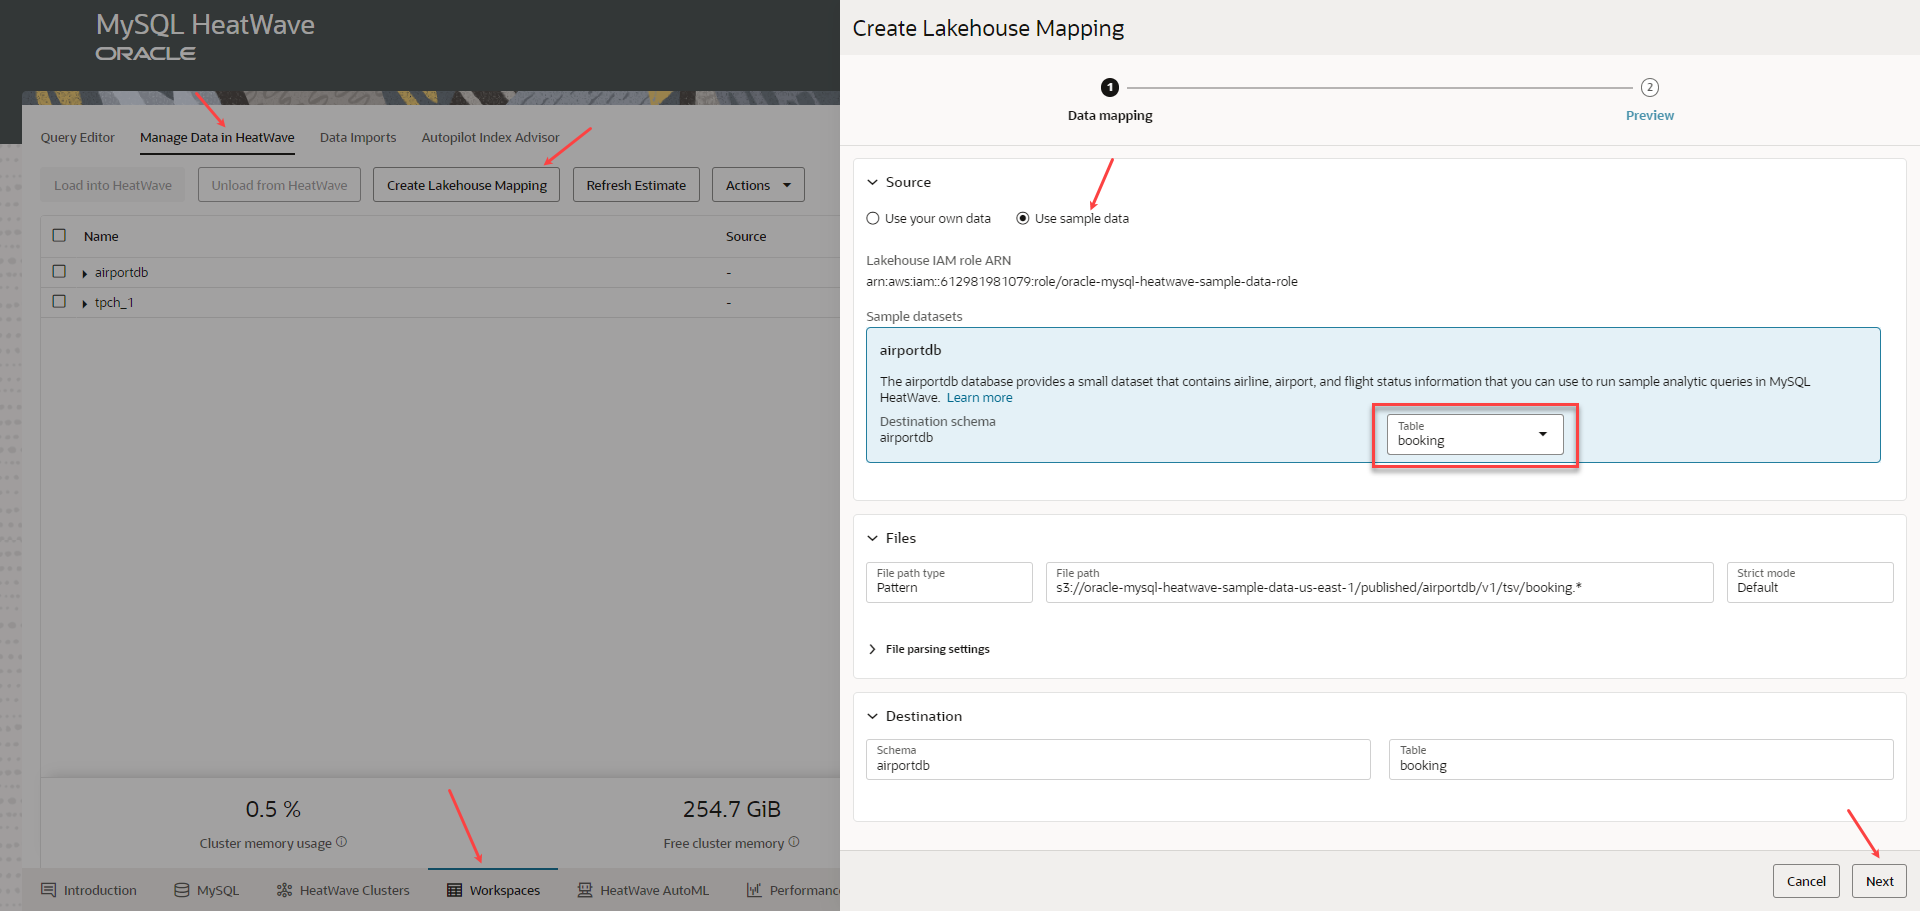 MySQL HeatWave
ORACLE
Query Editor
Manage Data in HeatWave
Data Imports
Autopilot Index Advisor
Load into HeatWave
Unload from HeatWave
Create Lakehouse Mapping
Refresh Estimate
Actions
Name
Source
airportdb
-
tpch_1
-
0.5 %
Cluster memory usage
254.7 GiB
Free cluster memory
Introduction
MySQL
HeatWave Clusters
Workspaces
HeatWave AutoML
Performanc
Create Lakehouse Mapping
1
2
Data mapping
Preview
Source
Use your own data
Use sample data
Lakehouse IAM role ARN
arn:aws:iam::612981981079:role/oracle-mysql-heatwave-sample-data-role
Sample datasets
airportdb
The airportdb database provides a small dataset that contains airline, airport, and flight status information that you can use to run sample analytic queries in MySQL
HeatWave. Learn more
Destination schema
airportdb
Table
booking
Files
File path type
Pattern
File path
s3://oracle-mysql-heatwave-sample-data-us-east-1/published/airportdb/v1/tsv/booking.*
Strict mode
Default
File parsing settings
Destination
Schema
airportdb
Table
booking
Cancel
Next